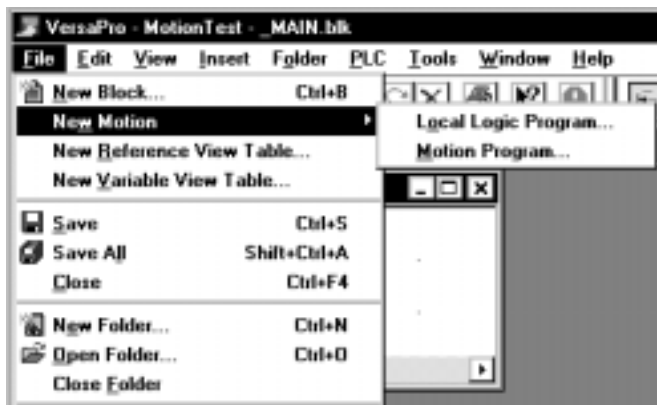 VersaPro - MotionTest - _MAIN.blk
File Edit View Insert Folder PLC Tools Window Help
New Block... Ctrl+B
New Motion
Local Logic Program...
Motion Program...
New Reference View Table...
New Variable View Table...
Save Ctrl+S
Save All Shift+Ctrl+A
Close Ctrl+F4
New Folder... Ctrl+N
Open Folder... Ctrl+O
Close Folder